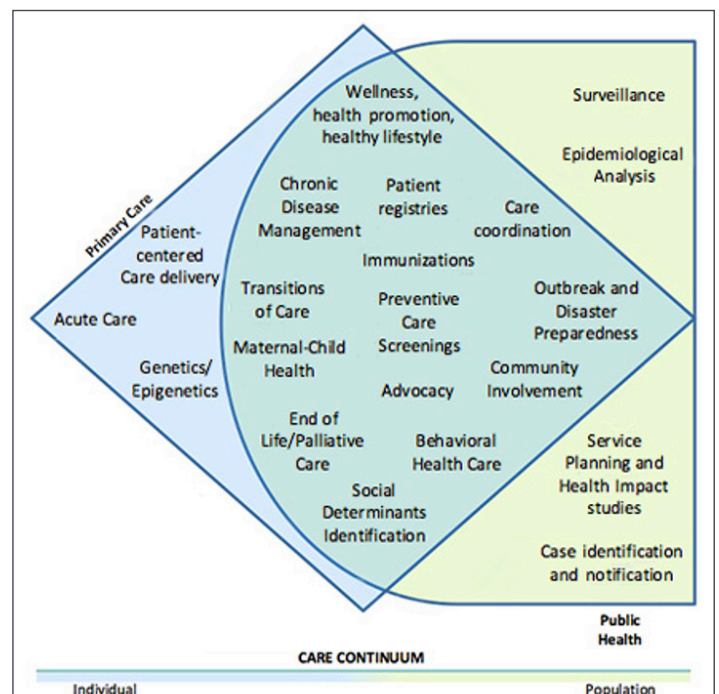 Wellness,
health promotion,
healthy lifestyle
Surveillance
Epidemiological
Analysis
Chronic
Disease
Management
Patient
registries
Care
coordination
Primary Care
Patient-
centered
Care delivery
Immunizations
Transitions
of Care
Preventive
Care
Screenings
Outbreak and
Disaster
Preparedness
Acute Care
Maternal-Child
Health
Genetics/
Epigenetics
Advocacy
Community
Involvement
End of
Life/Palliative
Care
Behavioral
Health Care
Service
Planning and
Health Impact
studies
Social
Determinants
Identification
Case identification
and notification
Public
Health
CARE CONTINUUM
Individual
Population